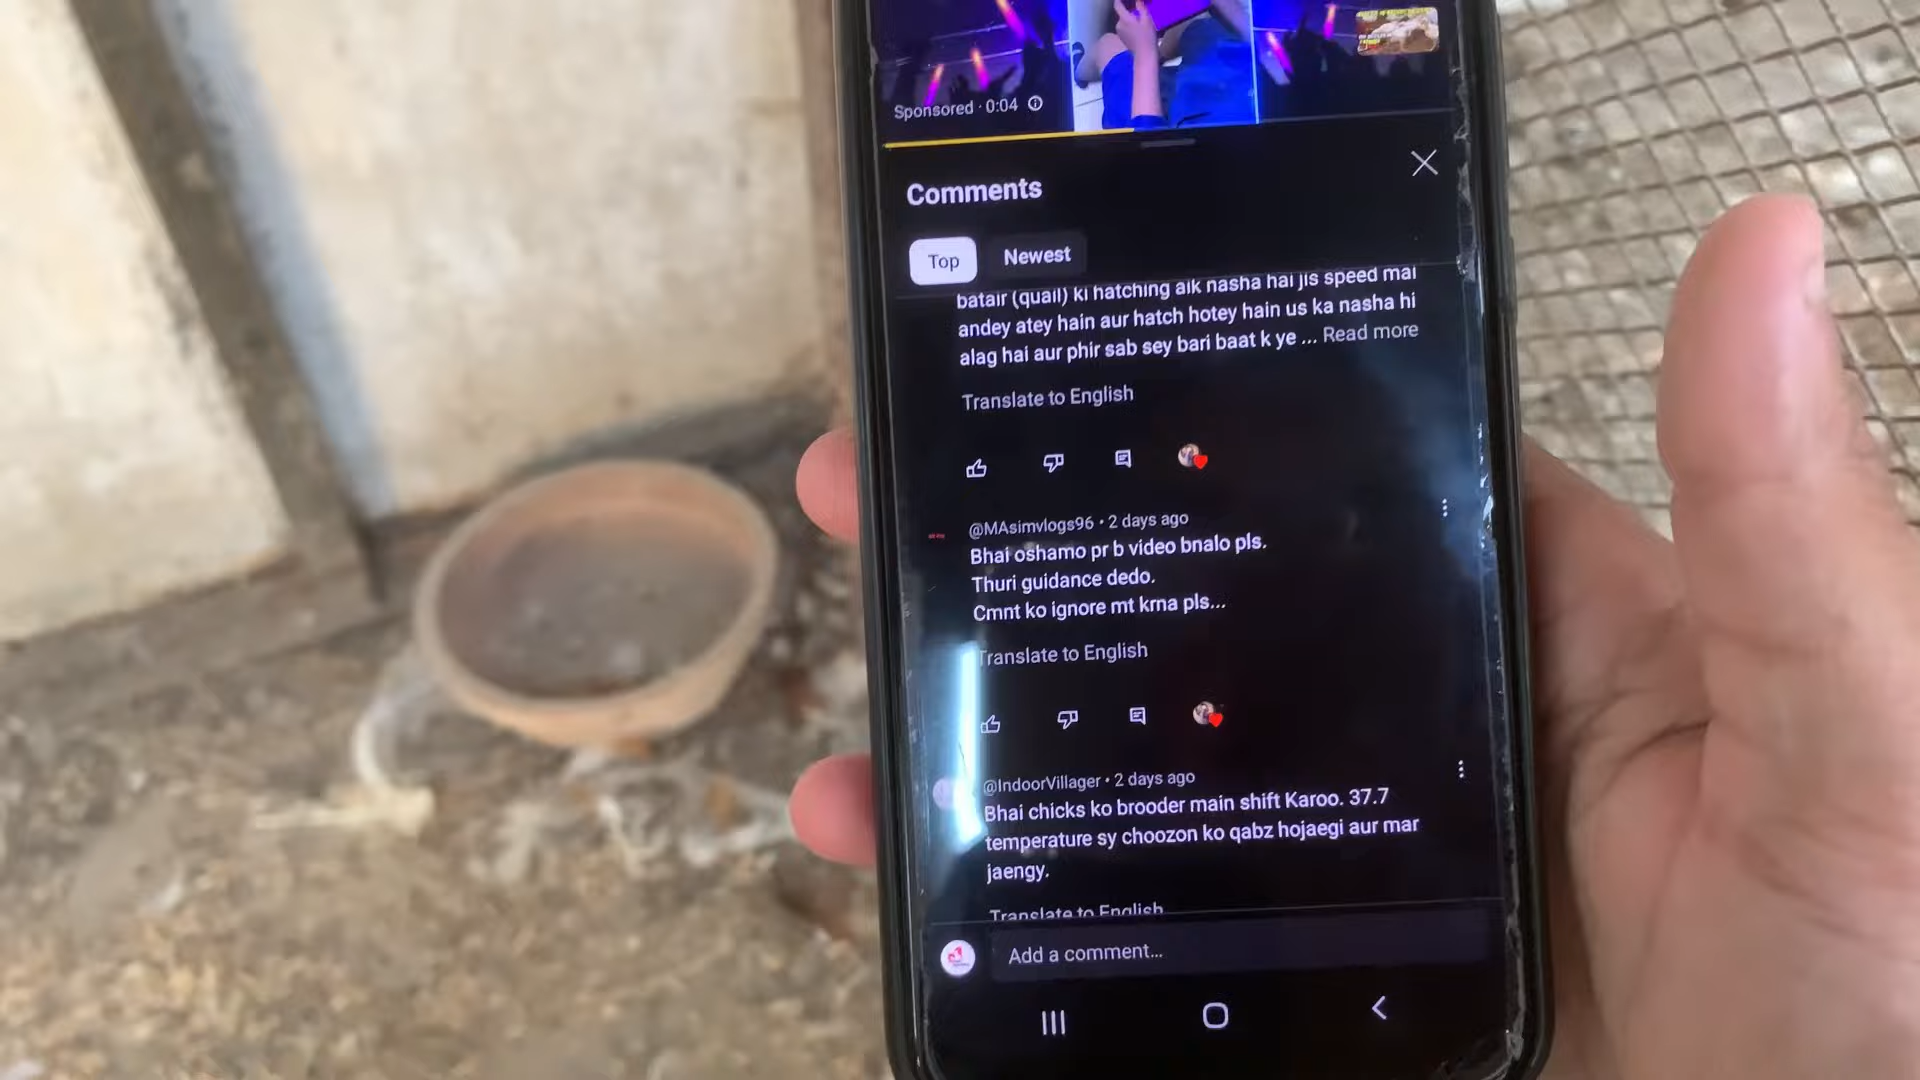 Sponsored · 0:04
Comments
Top
Newest
batair (quail) ki hatching aik nasha hai jis speed mai
andey atey hain aur hatch hotey hain us ka nasha hi
alag hai aur phir sab sey bari baat k ye ... Read more
Translate to English
@MAsimvlogs96 • 2 days ago
Bhai oshamo pr b video bnalo pls.
Thuri guidance dedo.
Cmnt ko ignore mt krna pls...
Translate to English
@IndoorVillager • 2 days ago
Bhai chicks ko brooder main shift Karoo. 37.7
temperature sy choozon ko qabz hojaegi aur mar
jaengy.
Translate to English
Add a comment...